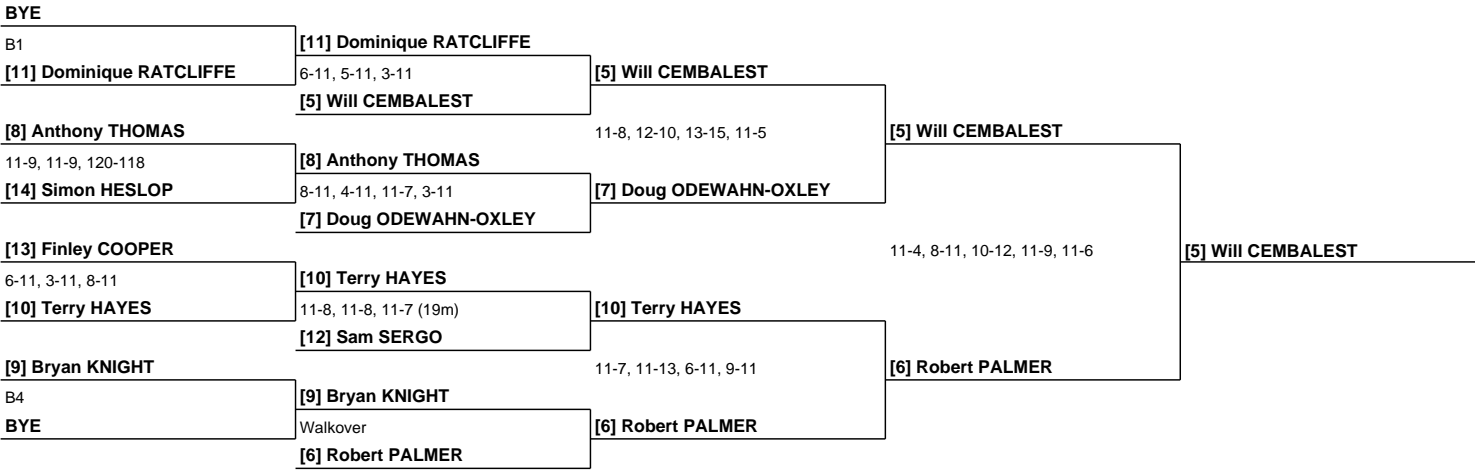 BYE
B1
[11] Dominique RATCLIFFE
[8] Anthony THOMAS
11-9, 11-9, 120-118
[14] Simon HESLOP
[13] Finley COOPER
6-11, 3-11, 8-11
[10] Terry HAYES
[9] Bryan KNIGHT
B4
BYE
[11] Dominique RATCLIFFE
6-11, 5-11, 3-11
[5] Will CEMBALEST
[8] Anthony THOMAS
8-11, 4-11, 11-7, 3-11
[7] Doug ODEWAHN-OXLEY
[10] Terry HAYES
11-8, 11-8, 11-7 (19m)
[12] Sam SERGO
[9] Bryan KNIGHT
Walkover
[6] Robert PALMER
[5] Will CEMBALEST
11-8, 12-10, 13-15, 11-5
[7] Doug ODEWAHN-OXLEY
[10] Terry HAYES
11-7, 11-13, 6-11, 9-11
[6] Robert PALMER
[5] Will CEMBALEST
11-4, 8-11, 10-12, 11-9, 11-6
[6] Robert PALMER
[5] Will CEMBALEST